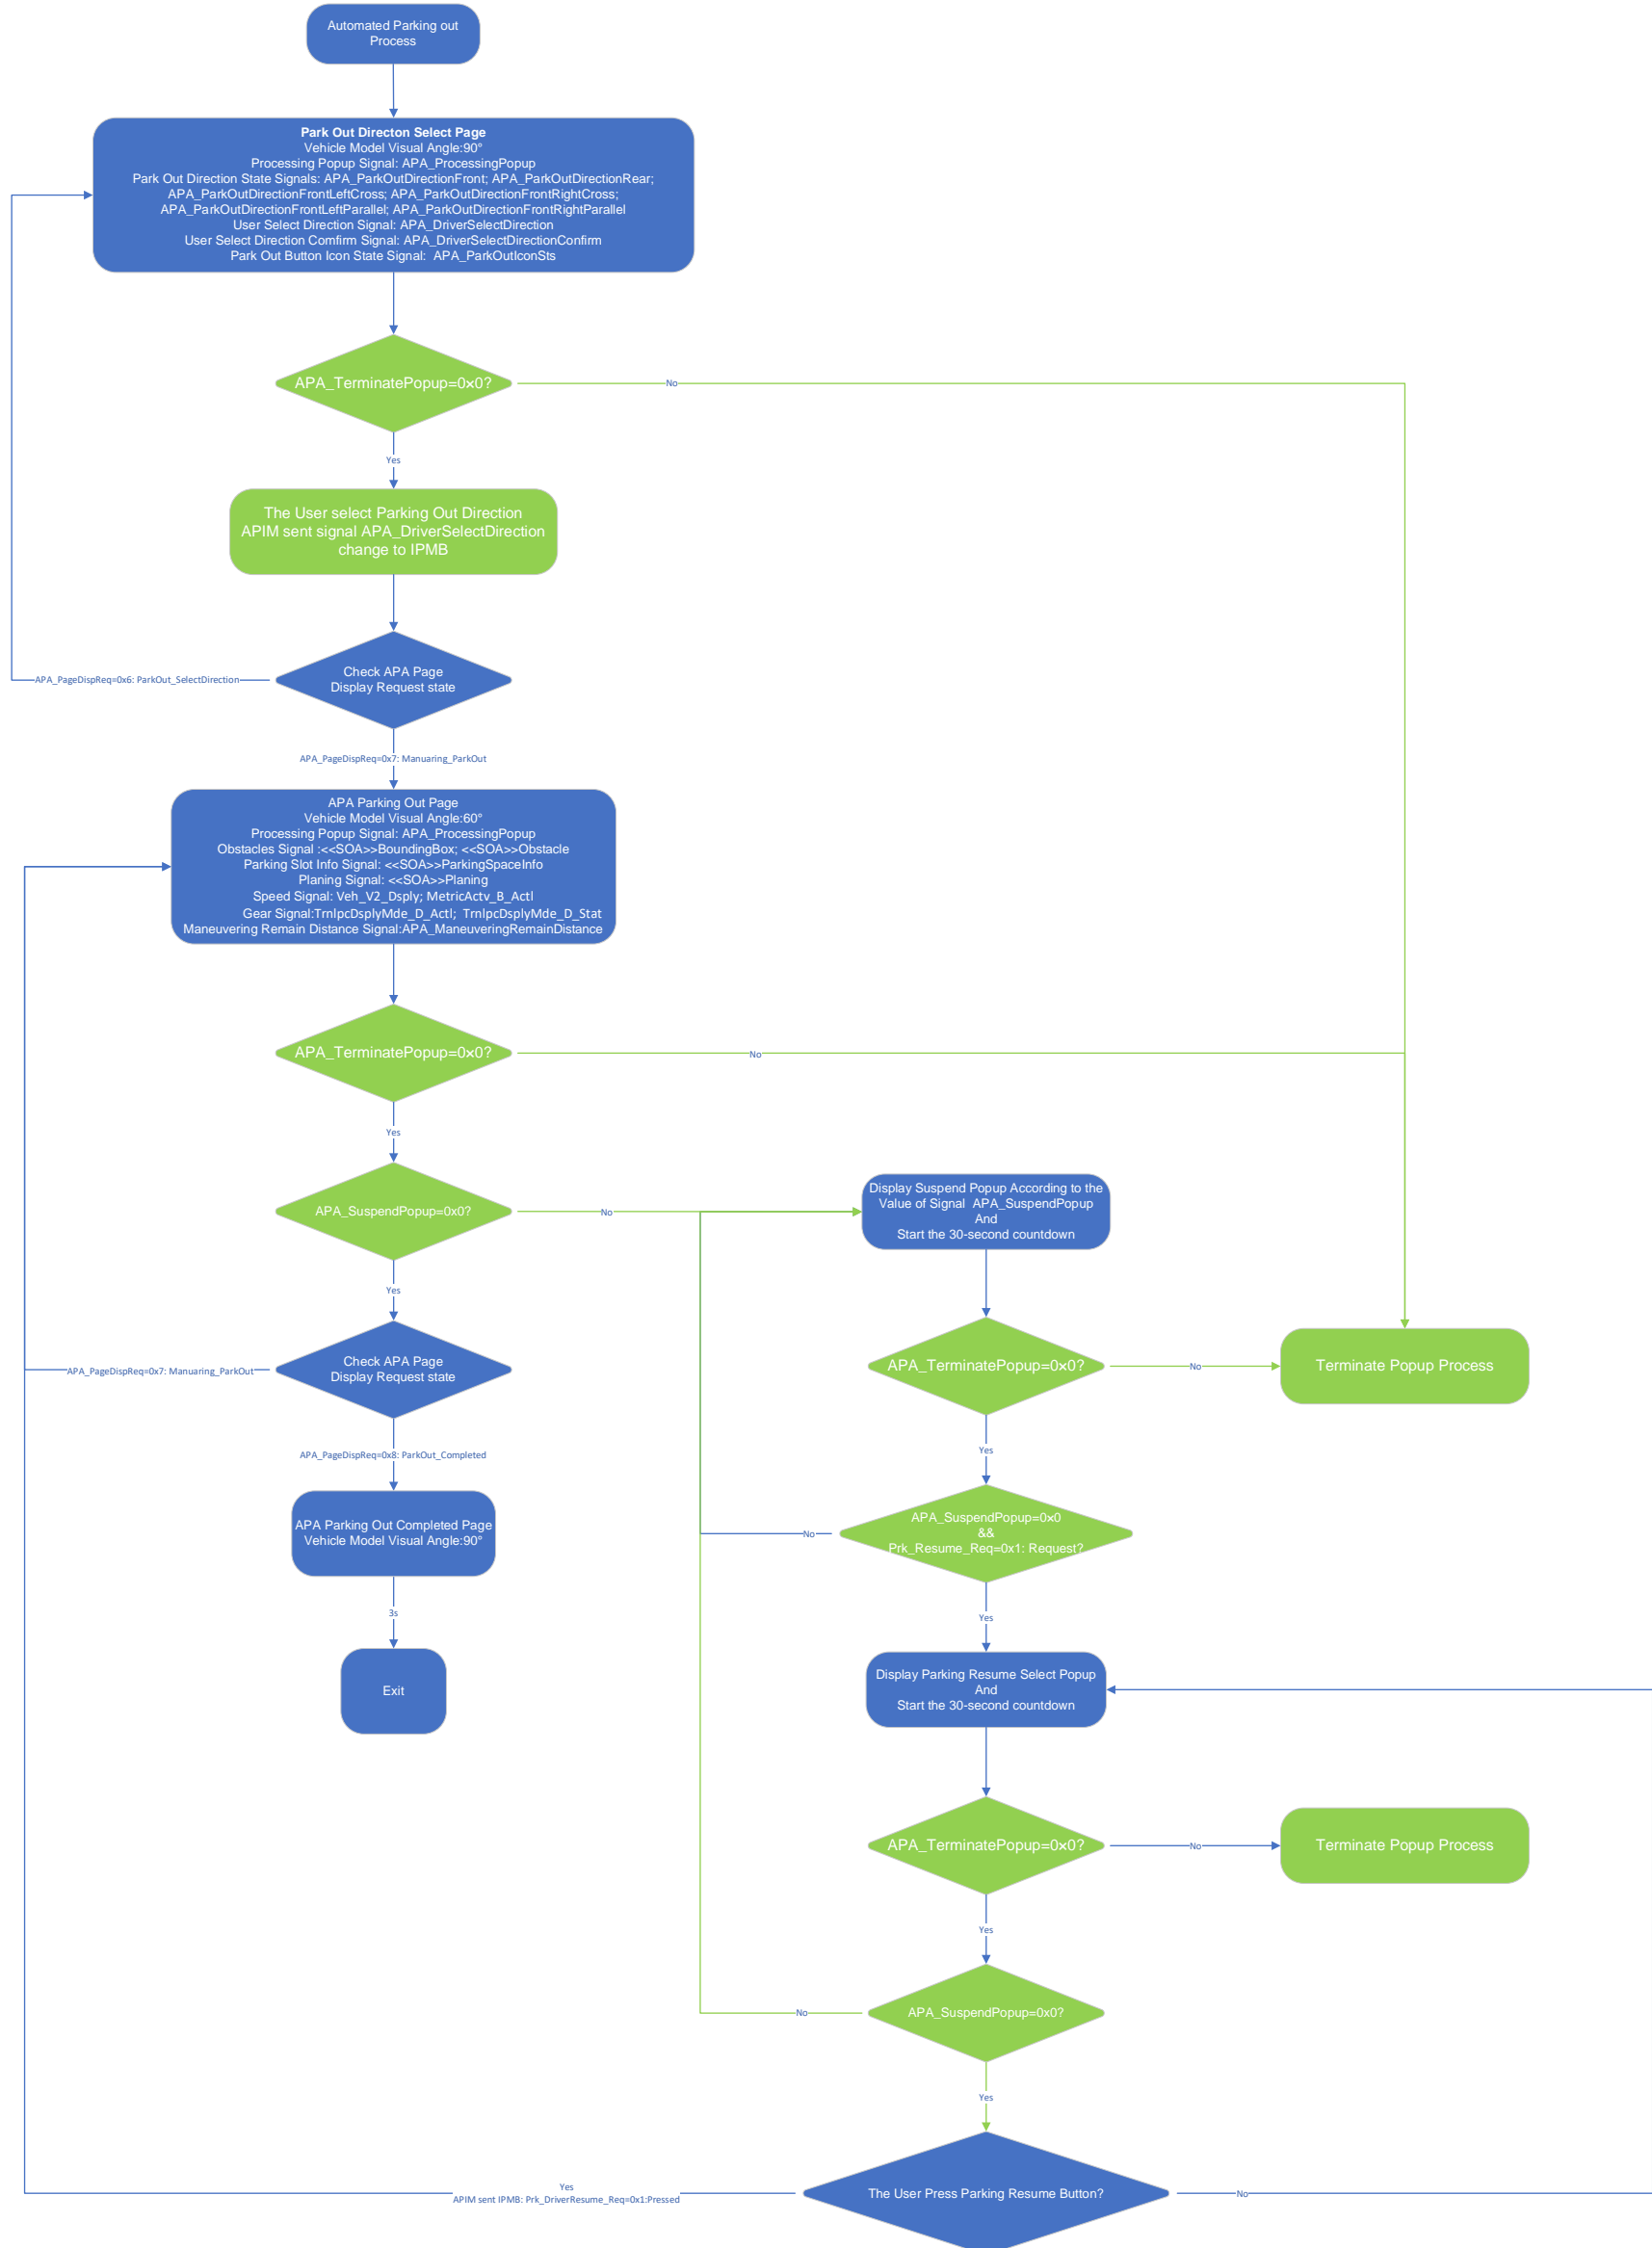 Automated Parking out
Process
Park Out Directon Select Page
Vehicle Model Visual Angle:90°
Processing Popup Signal: APA_ProcessingPopup
Park Out Direction State Signals: APA_ParkOutDirectionFront; APA_ParkOutDirectionRear;
APA_ParkOutDirectionFrontLeftCross; APA_ParkOutDirectionFrontRightCross;
APA_ParkOutDirectionFrontLeftParallel; APA_ParkOutDirectionFrontRightParallel
User Select Direction Signal: APA_DriverSelectDirection
User Select Direction Comfirm Signal: APA_DriverSelectDirectionConfirm
Park Out Button Icon State Signal: APA_ParkOutIconSts
APA_TerminatePopup=0×0?
No
Yes
The User select Parking Out Direction
APIM sent signal APA_DriverSelectDirection
change to IPMB
Check APA Page
Display Request state
APA_PageDispReq=0x6: ParkOut_SelectDirection
APA_PageDispReq=0x7: Manuaring_ParkOut
APA Parking Out Page
Vehicle Model Visual Angle:60°
Processing Popup Signal: APA_ProcessingPopup
Obstacles Signal :<<SOA>>BoundingBox; <<SOA>>Obstacle
Parking Slot Info Signal: <<SOA>>ParkingSpaceInfo
Planing Signal: <<SOA>>Planing
Speed Signal: Veh_V2_Dsply; MetricActv_B_Actl
Gear Signal:TrnIpcDsplyMde_D_Actl; TrnIpcDsplyMde_D_Stat
Maneuvering Remain Distance Signal:APA_ManeuveringRemainDistance
APA_TerminatePopup=0×0?
No
Yes
APA_SuspendPopup=0x0?
No
Display Suspend Popup According to the
Value of Signal APA_SuspendPopup
And
Start the 30-second countdown
Yes
Check APA Page
Display Request state
APA_PageDispReq=0x7: Manuaring_ParkOut
APA_TerminatePopup=0×0?
No
Terminate Popup Process
APA_PageDispReq=0x8: ParkOut_Completed
Yes
APA Parking Out Completed Page
Vehicle Model Visual Angle:90°
APA_SuspendPopup=0×0
&&
Prk_Resume_Req=0x1: Request?
No
3s
Yes
Exit
Display Parking Resume Select Popup
And
Start the 30-second countdown
APA_TerminatePopup=0×0?
No
Terminate Popup Process
Yes
APA_SuspendPopup=0x0?
No
Yes
The User Press Parking Resume Button?
Yes
APIM sent IPMB: Prk_DriverResume_Req=0x1:Pressed
No